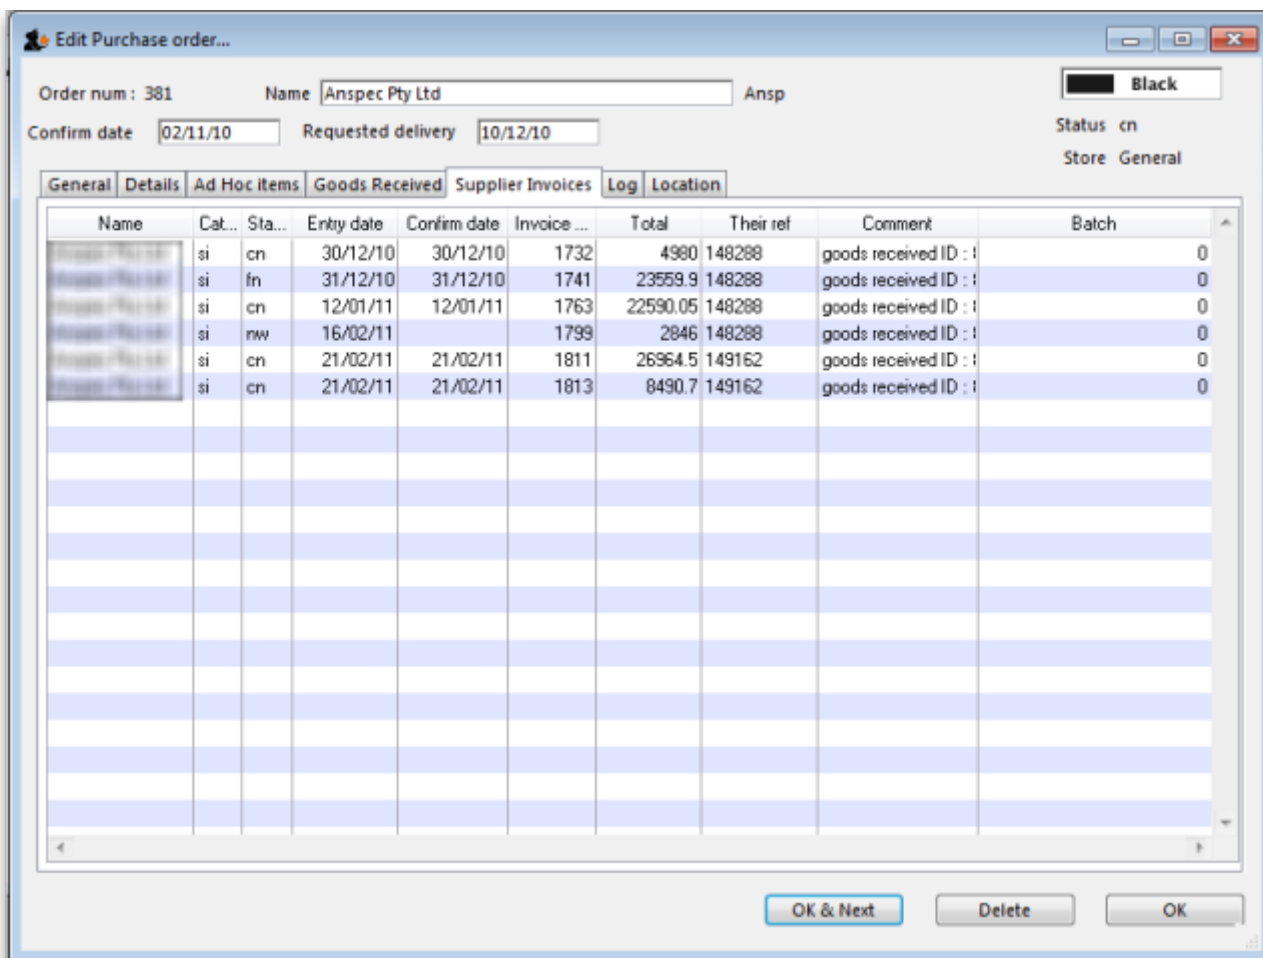 Edit Purchase order...
Order num : 381 Name Anspec Pty Ltd Ansp Black
Confirm date 02/11/10 Requested delivery 10/12/10 Status cn
Store General
General Details Ad Hoc items Goods Received Supplier Invoices Log Location
Name Cat... Sta... Entry date Confirm date Invoice ... Total Their ref Comment Batch
si cn 30/12/10 30/12/10 1732 4980 148288 goods received ID : 0
si fn 31/12/10 31/12/10 1741 23559.9 148288 goods received ID : 0
si cn 12/01/11 12/01/11 1763 22590.05 148288 goods received ID : 0
si nw 16/02/11 1799 2846 148288 goods received ID : 0
si cn 21/02/11 21/02/11 1811 26964.5 149162 goods received ID : 0
si cn 21/02/11 21/02/11 1813 8490.7 149162 goods received ID : 0
OK & Next Delete OK